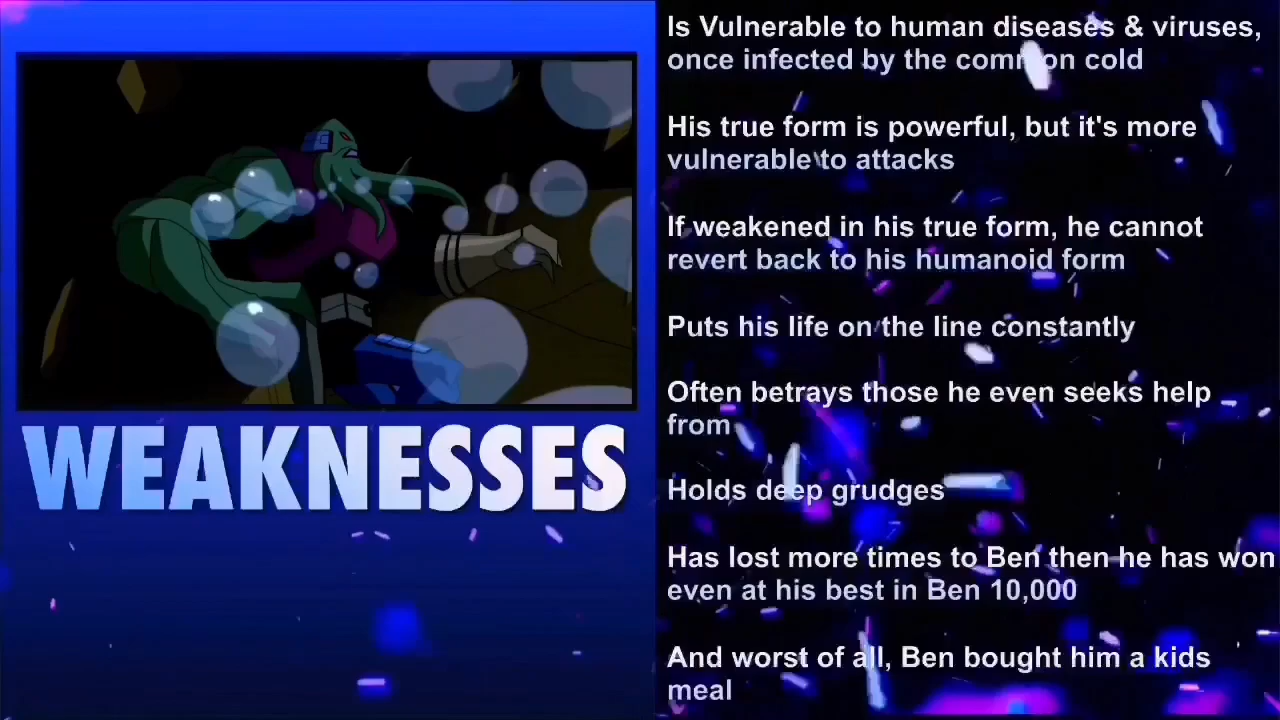 WEAKNESSES
Is Vulnerable to human diseases & viruses,
once infected by the common cold
His true form is powerful, but it's more
vulnerable to attacks
If weakened in his true form, he cannot
revert back to his humanoid form
Puts his life on the line constantly
Often betrays those he even seeks help
from
Holds deep grudges
Has lost more times to Ben then he has won
even at his best in Ben 10,000
And worst of all, Ben bought him a kids
meal